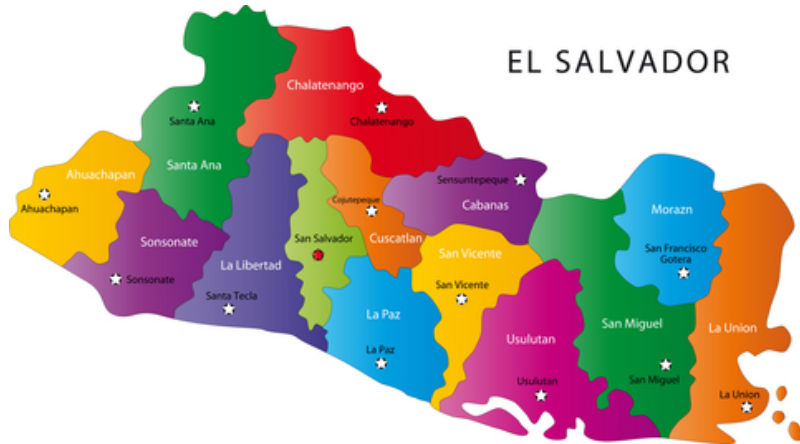 EL SALVADOR
Chalatenango
Chalatenango
Santa Ana
Santa Ana
Ahuachapan
Ahuachapan
Sonsonate
Sonsonate
La Libertad
Santa Tecla
San Salvador
Cojutepeque
Cuscatlan
Sensuntepeque
Cabanas
San Vicente
San Vicente
La Paz
La Paz
Usulutan
Usulutan
Morazn
San Francisco
Gotera
San Miguel
San Miguel
La Union
La Union